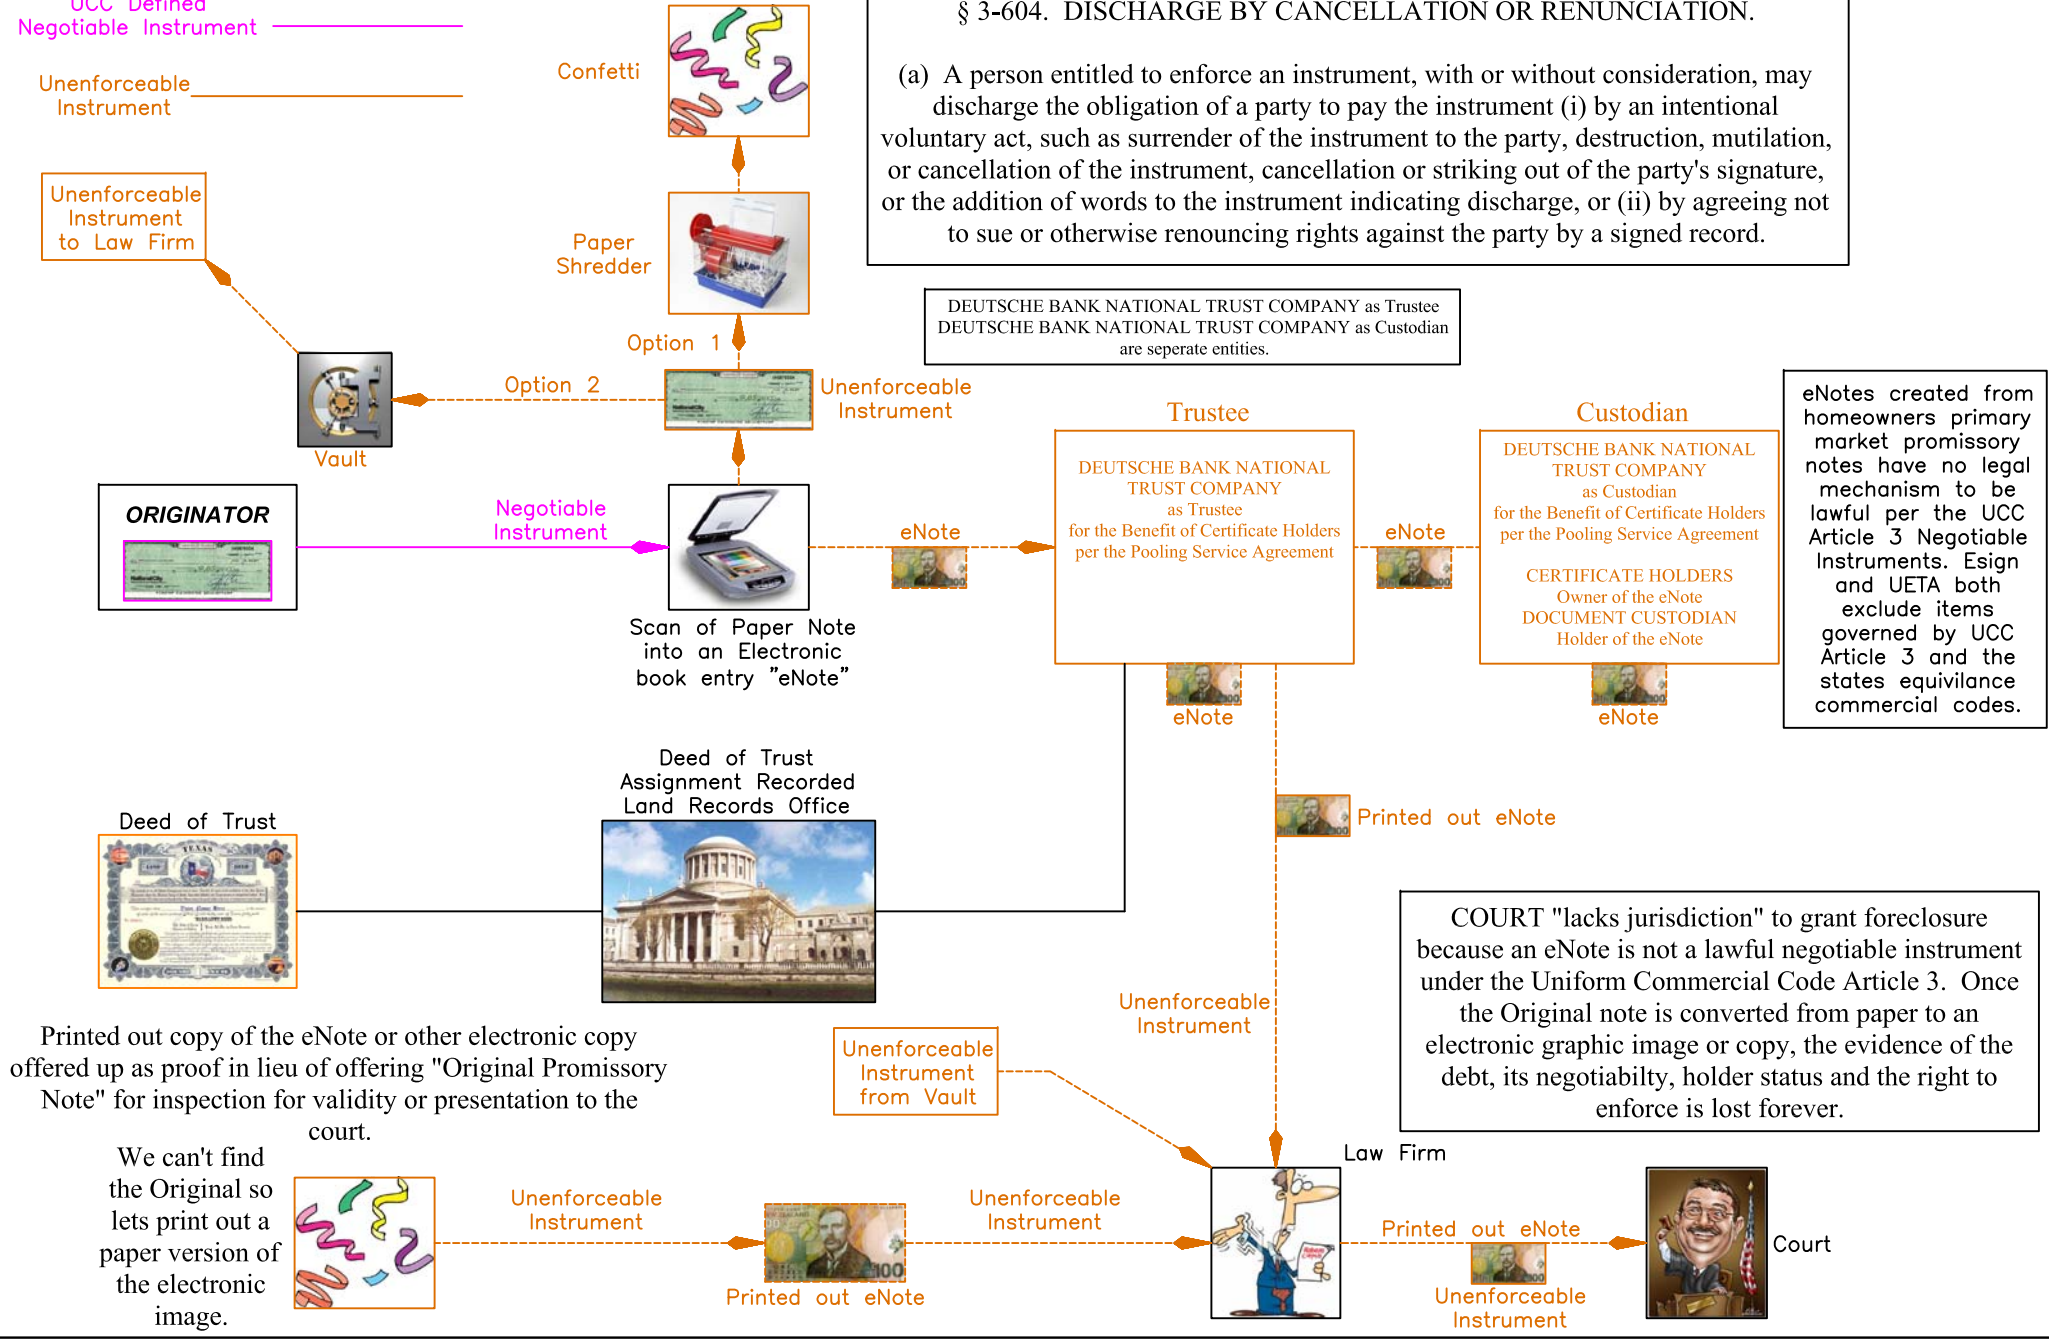 UCC Defined
Negotiable Instrument
Unenforceable
Instrument
Unenforceable
Instrument
to Law Firm
Confetti
Paper
Shredder
Option 1
Option 2
Vault
Unenforceable
Instrument
§ 3-604. DISCHARGE BY CANCELLATION OR RENUNCIATION.
(a) A person entitled to enforce an instrument, with or without consideration, may
discharge the obligation of a party to pay the instrument (i) by an intentional
voluntary act, such as surrender of the instrument to the party, destruction, mutilation,
or cancellation of the instrument, cancellation or striking out of the party's signature,
or the addition of words to the instrument indicating discharge, or (ii) by agreeing not
to sue or otherwise renouncing rights against the party by a signed record.
DEUTSCHE BANK NATIONAL TRUST COMPANY as Trustee
DEUTSCHE BANK NATIONAL TRUST COMPANY as Custodian
are seperate entities.
ORIGINATOR
NationalCity
Negotiable
Instrument
Scan of Paper Note
into an Electronic
book entry "eNote"
eNote
Trustee
DEUTSCHE BANK NATIONAL
TRUST COMPANY
as Trustee
for the Benefit of Certificate Holders
per the Pooling Service Agreement
eNote
eNote
Custodian
DEUTSCHE BANK NATIONAL
TRUST COMPANY
as Custodian
for the Benefit of Certificate Holders
per the Pooling Service Agreement
CERTIFICATE HOLDERS
Owner of the eNote
DOCUMENT CUSTODIAN
Holder of the eNote
eNote
eNotes created from
homeowners primary
market promissory
notes have no legal
mechanism to be
lawful per the UCC
Article 3 Negotiable
Instruments. Esign
and UETA both
exclude items
governed by UCC
Article 3 and the
states equivilance
commercial codes.
Deed of Trust
TEXAS
Deed of Trust
Assignment Recorded
Land Records Office
Printed out eNote
Unenforceable
Instrument
COURT "lacks jurisdiction" to grant foreclosure
because an eNote is not a lawful negotiable instrument
under the Uniform Commercial Code Article 3. Once
the Original note is converted from paper to an
electronic graphic image or copy, the evidence of the
debt, its negotiabilty, holder status and the right to
enforce is lost forever.
Printed out copy of the eNote or other electronic copy
offered up as proof in lieu of offering "Original Promissory
Note" for inspection for validity or presentation to the
court.
Unenforceable
Instrument
from Vault
We can't find
the Original so
lets print out a
paper version of
the electronic
image.
Unenforceable
Instrument
100
Printed out eNote
Unenforceable
Instrument
Law Firm
Printed out eNote
Unenforceable
Instrument
Court